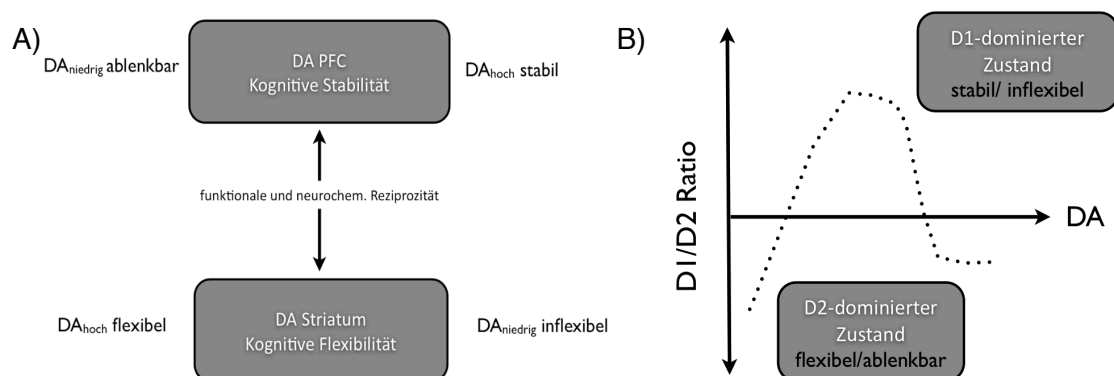 A)
DA PFC
Kognitive Stabilität
DAniedrig ablenkbar
DAhoch stabil
funktionale und neurochem. Reziprozität
DAhoch flexibel
DA Striatum
Kognitive Flexibilität
DAniedrig inflexibel
B)
D1-dominierter
Zustand
stabil/ inflexibel
D1/D2 Ratio
DA
D2-dominierter
Zustand
flexibel/ablenkbar